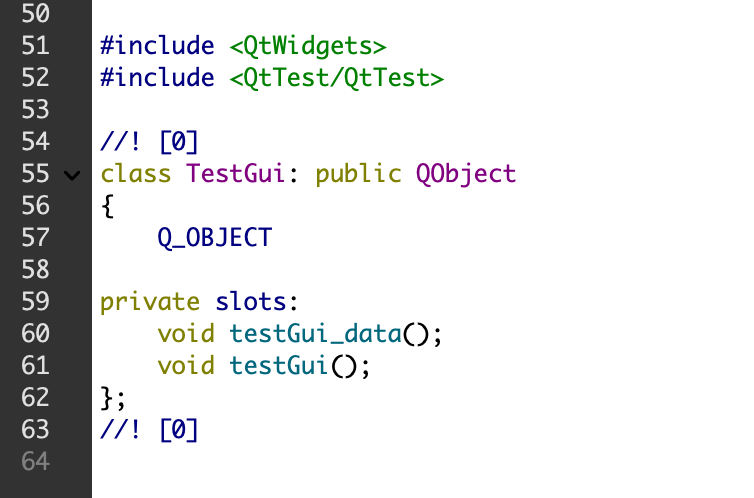 50
51 #include <QtWidgets>
52 #include <QtTest/QtTest>
53
54 //! [0]
55 class TestGui: public QObject
56 {
57     Q_OBJECT
58
59 private slots:
60     void testGui_data();
61     void testGui();
62 };
63 //! [0]
64